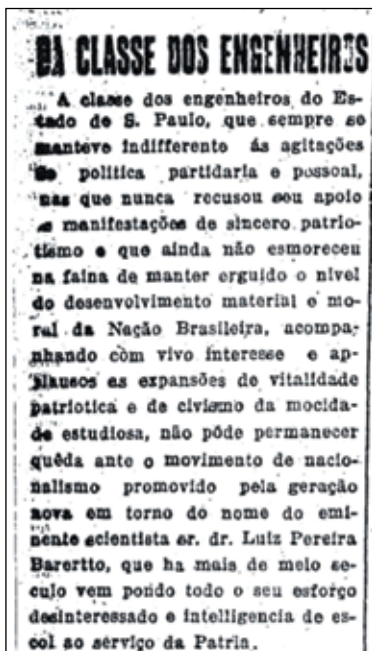 DA CLASSE DOS ENGENHEIROS
A classe dos engenheiros do Es-
tado de S. Paulo, que sempre se
manteve indifferente ás agitações
de politica partidaria e pessoal,
mas que nunca recusou seu apoio
ás manifestações de sincero patrio-
tismo e que ainda não esmoreceu
na faina de manter erguido o nivel
do desenvolvimento material e mo-
ral da Nação Brasileira, acompa-
nhando com vivo interesse e ap-
plausos as expansões de vitalidade
patriotica e de civismo da mocida-
de estudiosa, não póde permanecer
quêda ante o movimento de nacio-
nalismo promovido pela geração
nova em torno do nome do emi-
nente scientista sr. dr. Luiz Pereira
Barertto, que ha mais de meio se-
culo vem pondo todo o seu esforço
desinteressado e intelligencia de es-
col ao serviço da Patria.